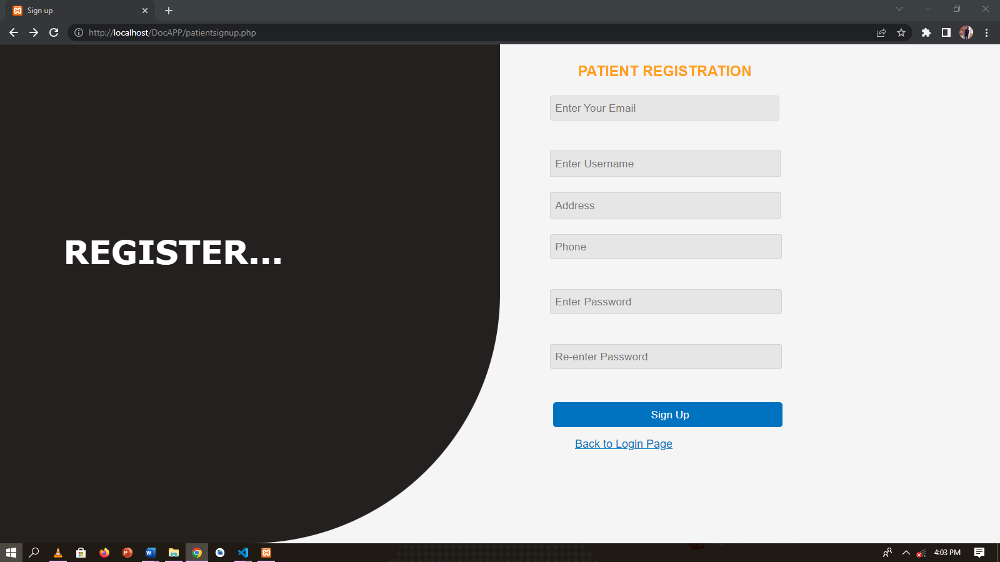 Sign up
http://localhost/DocAPP/patientsignup.php
PATIENT REGISTRATION
Enter Your Email
Enter Username
Address
Phone
REGISTER...
Enter Password
Re-enter Password
Sign Up
Back to Login Page
4:03 PM